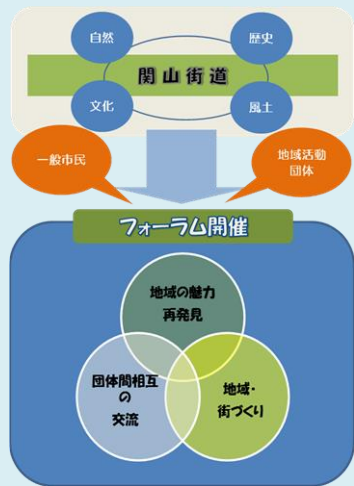 自然
歴史
関山街道
文化
風土
一般市民
地域活動
団体
フォーラム開催
地域の魅力
再発見
団体間相互
の
交流
地域・
街づくり